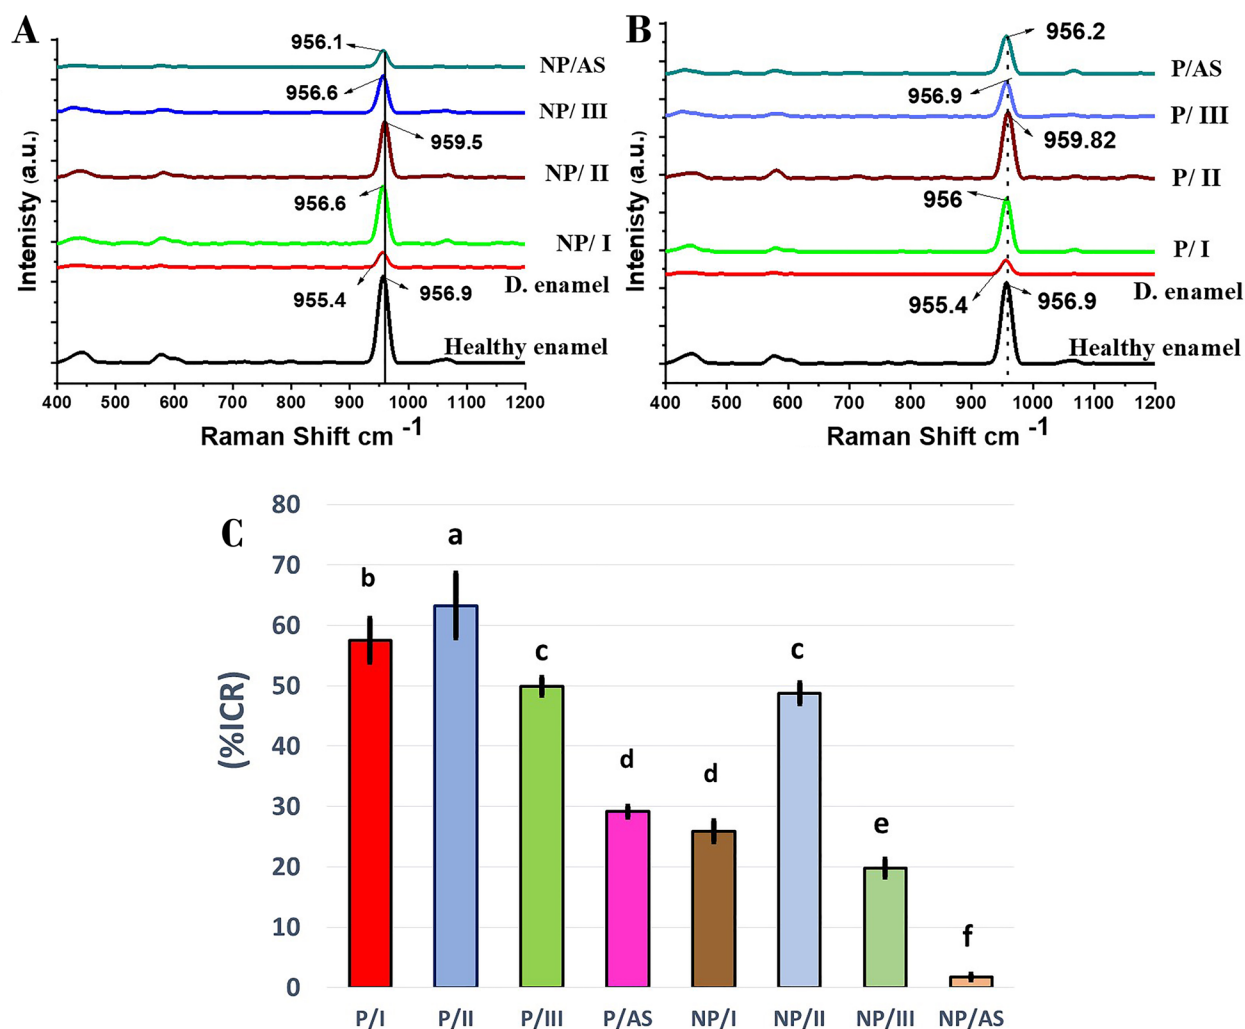 A
956.1
NP/AS
956.6
NP/ III
959.5
NP/ II
956.6
NP/ I
D. enamel
955.4
956.9
Healthy enamel
Intenisty (a.u.)
400 500 600 700 800 900 1000 1100 1200
Raman Shift cm -1
B
956.2
P/AS
956.9
P/ III
959.82
P/ II
956
P/ I
D. enamel
955.4
956.9
Healthy enamel
Intenisty (a.u.)
400 500 600 700 800 900 1000 1100 1200
Raman Shift cm -1
C
(%ICR)
80
70
60
50
40
30
20
10
0
b
a
c
d
d
c
e
f
P/I P/II P/III P/AS NP/I NP/II NP/III NP/AS